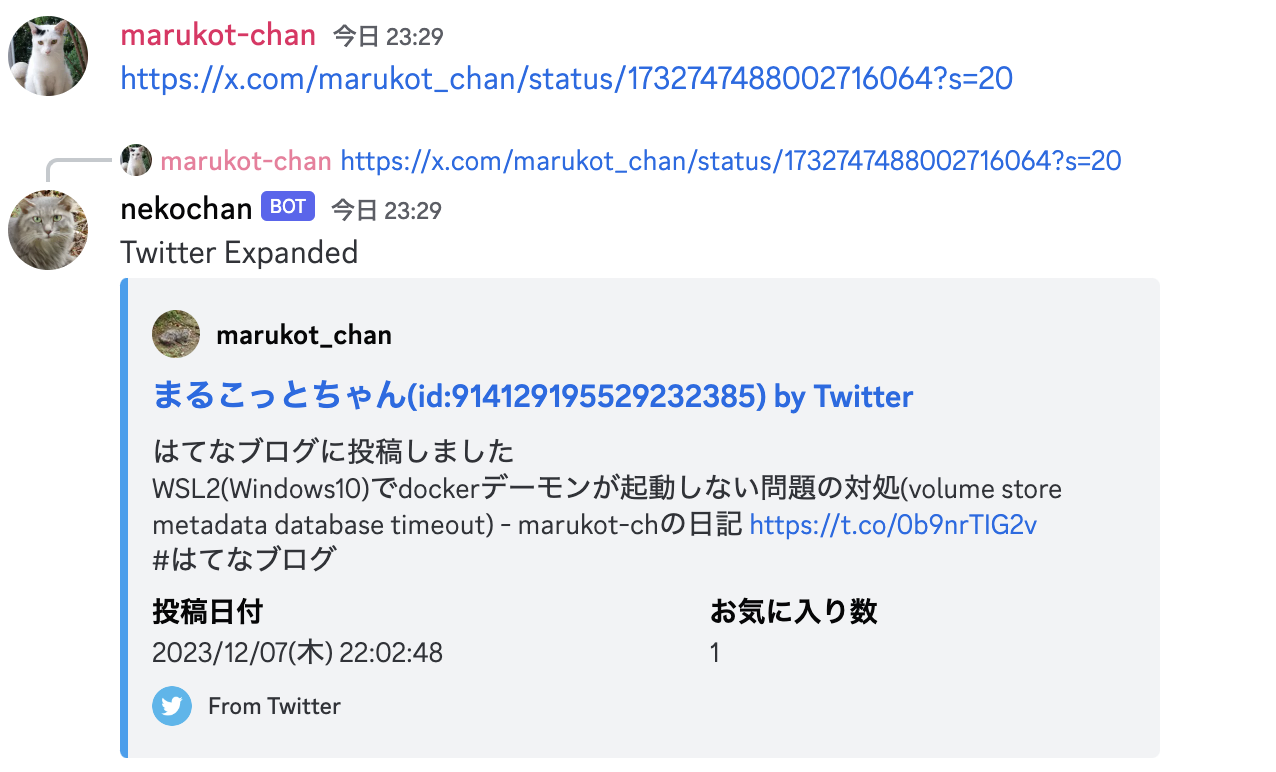 marukot-chan 今日 23:29
https://x.com/marukot_chan/status/1732747488002716064?s=20
marukot-chan https://x.com/marukot_chan/status/1732747488002716064?s=20
nekochan BOT 今日 23:29
Twitter Expanded
marukot_chan
まるこっとちゃん(id:914129195529232385) by Twitter
はてなブログに投稿しました
WSL2(Windows10)でdockerデーモンが起動しない問題の対処(volume store
metadata database timeout) - marukot-chの日記 https://t.co/0b9nrTIG2v
#はてなブログ
投稿日付 お気に入り数
2023/12/07(木) 22:02:48 1
From Twitter